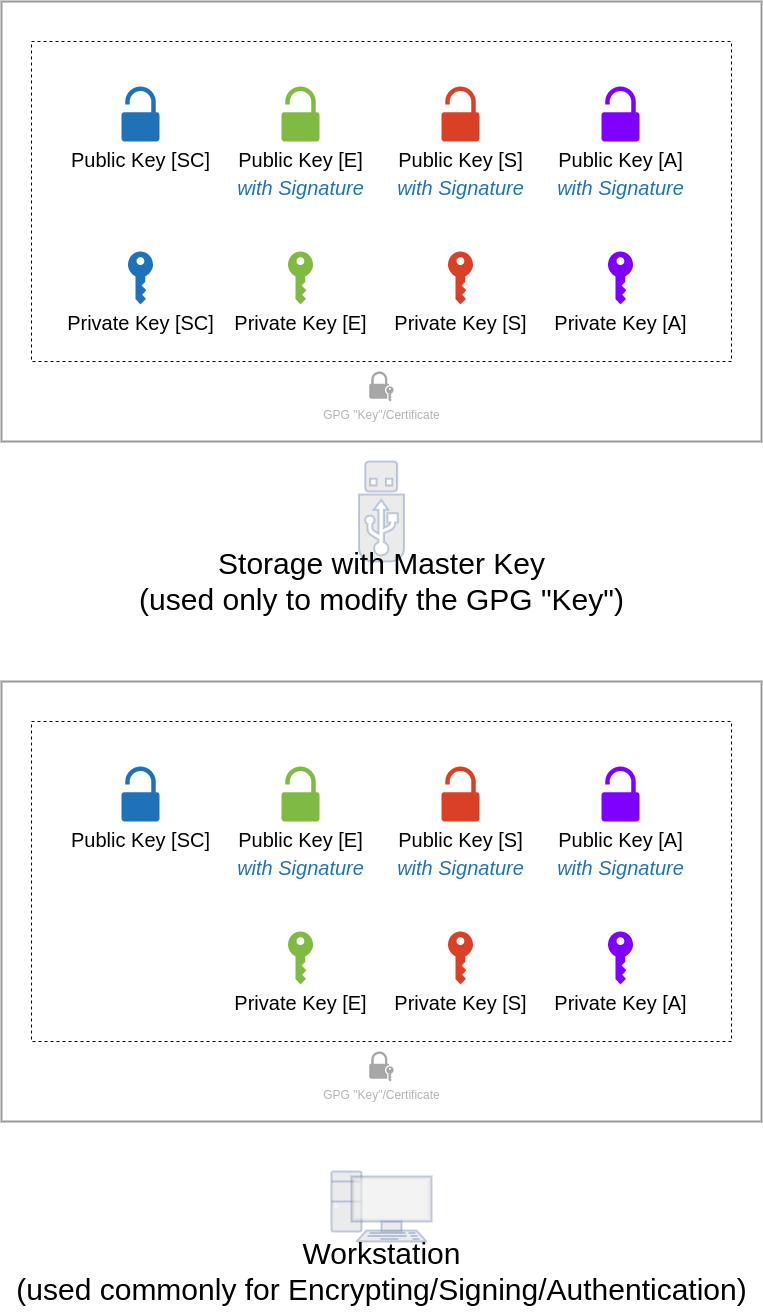 Public Key [SC] Public Key [E] Public Key [S] Public Key [A]
with Signature with Signature with Signature
Private Key [SC] Private Key [E] Private Key [S] Private Key [A]
GPG "Key"/Certificate
Storage with Master Key
(used only to modify the GPG "Key")
Public Key [SC] Public Key [E] Public Key [S] Public Key [A]
with Signature with Signature with Signature
Private Key [E] Private Key [S] Private Key [A]
GPG "Key"/Certificate
Workstation
(used commonly for Encrypting/Signing/Authentication)